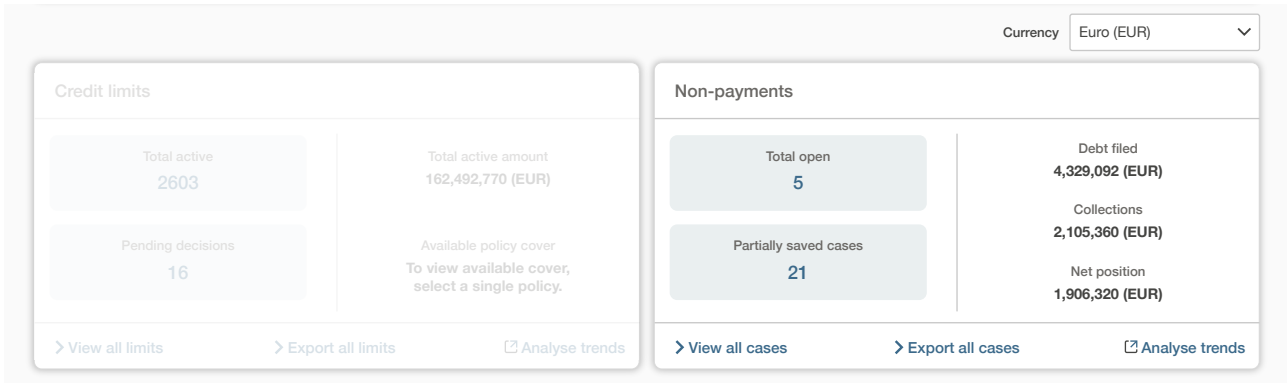 Currency
Euro (EUR)
Credit limits
Total active
2603
Total active amount
162,492,770 (EUR)
Pending decisions
16
Available policy cover
To view available cover,
select a single policy.
View all limits
Export all limits
Analyse trends
Non-payments
Total open
5
Debt filed
4,329,092 (EUR)
Collections
2,105,360 (EUR)
Partially saved cases
21
Net position
1,906,320 (EUR)
View all cases
Export all cases
Analyse trends